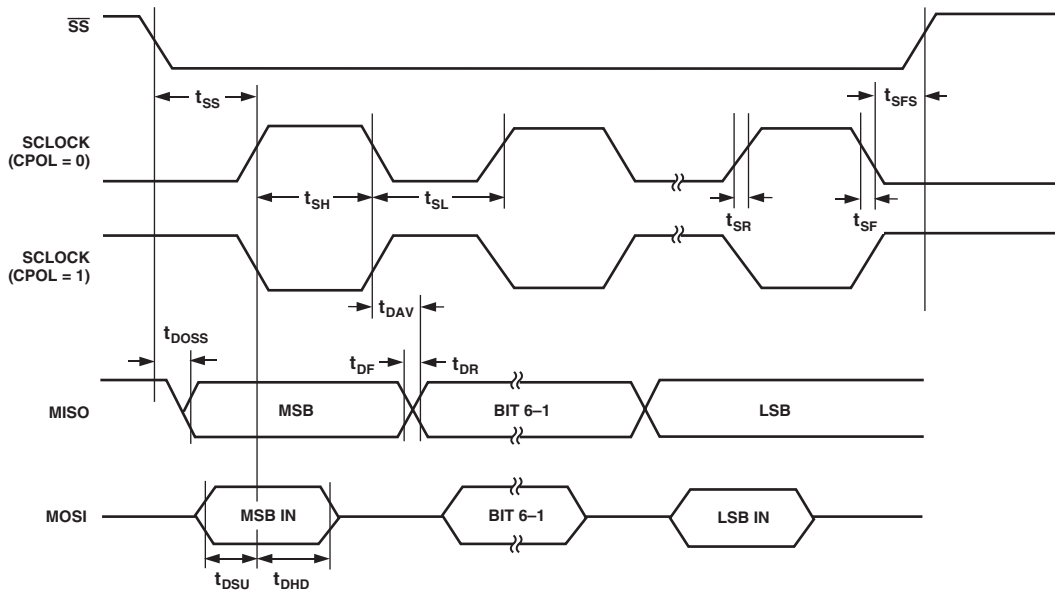 SS
tSS
tSFS
SCLOCK
(CPOL = 0)
tSH
tSL
tSR
tSF
SCLOCK
(CPOL = 1)
tDAV
tDOSS
tDF
tDR
MISO
MSB
BIT 6–1
LSB
MOSI
MSB IN
BIT 6–1
LSB IN
tDSU
tDHD